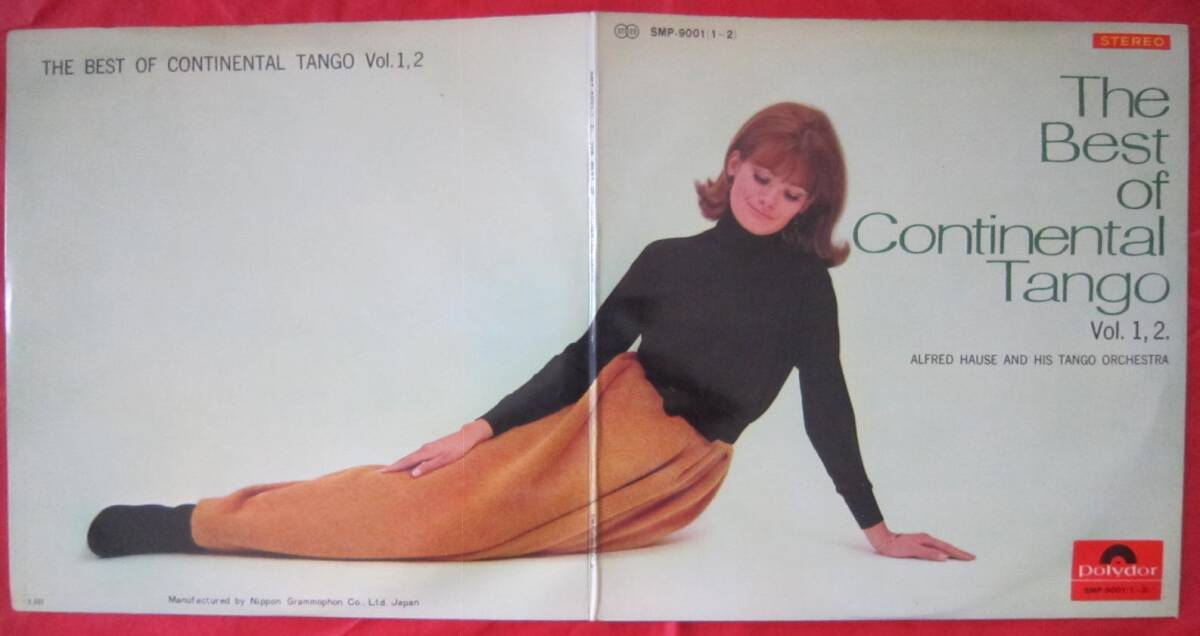 THE BEST OF CONTINENTAL TANGO Vol.1,2
SMP-9001(1~2)
STEREO
The
Best
of
Continental
Tango
Vol. 1, 2.
ALFRED HAUSE AND HIS TANGO ORCHESTRA
polydor
SMP-9001(1~2)
Manufactured by Nippon Grammophon Co., Ltd. Japan